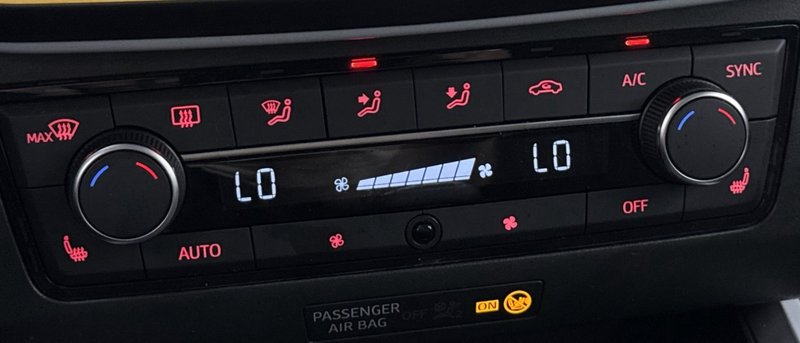 MAX
A/C
SYNC
LO
LO
AUTO
OFF
PASSENGER
AIR BAG
OFF
ON